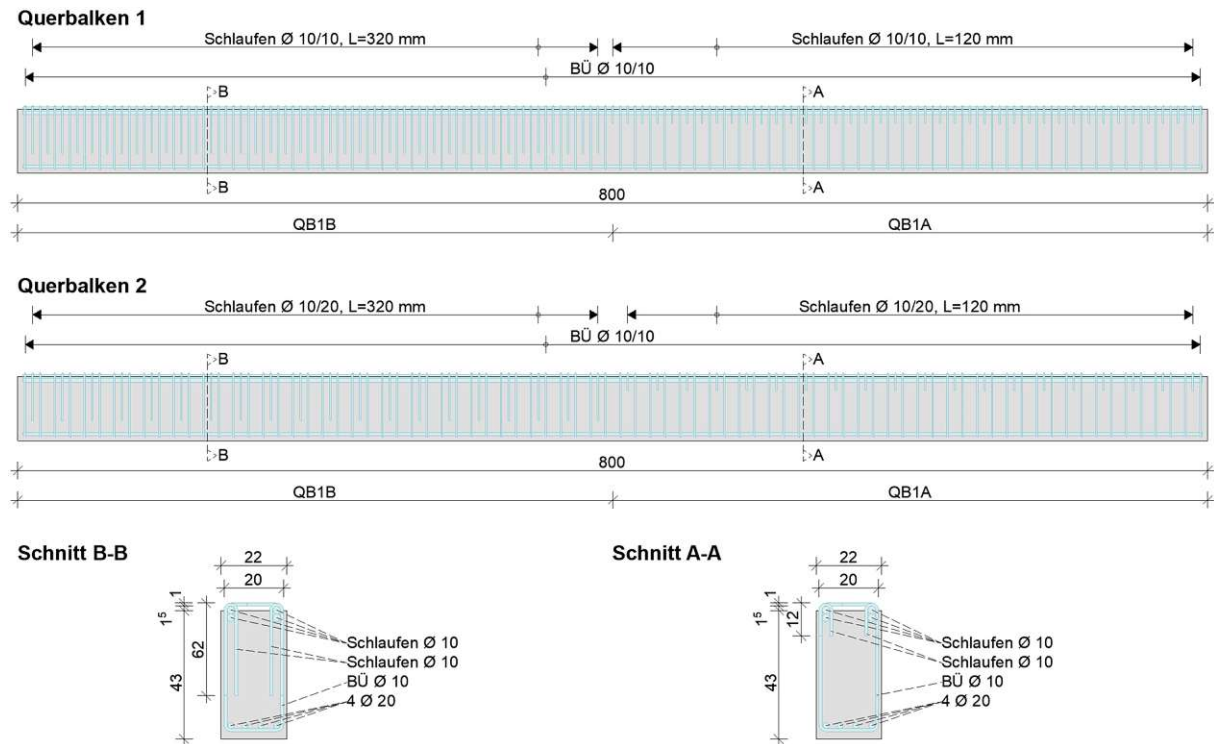 Querbalken 1
Schlaufen Ø 10/10, L=320 mm
Schlaufen Ø 10/10, L=120 mm
BÜ Ø 10/10
B
A
B
A
800
QB1B
QB1A
Querbalken 2
Schlaufen Ø 10/20, L=320 mm
Schlaufen Ø 10/20, L=120 mm
BÜ Ø 10/10
B
A
B
A
800
QB1B
QB1A
Schnitt B-B
22
20
1
1⁵
62
43
Schlaufen Ø 10
Schlaufen Ø 10
BÜ Ø 10
4 Ø 20
Schnitt A-A
22
20
1
1⁵
12
43
Schlaufen Ø 10
Schlaufen Ø 10
BÜ Ø 10
4 Ø 20